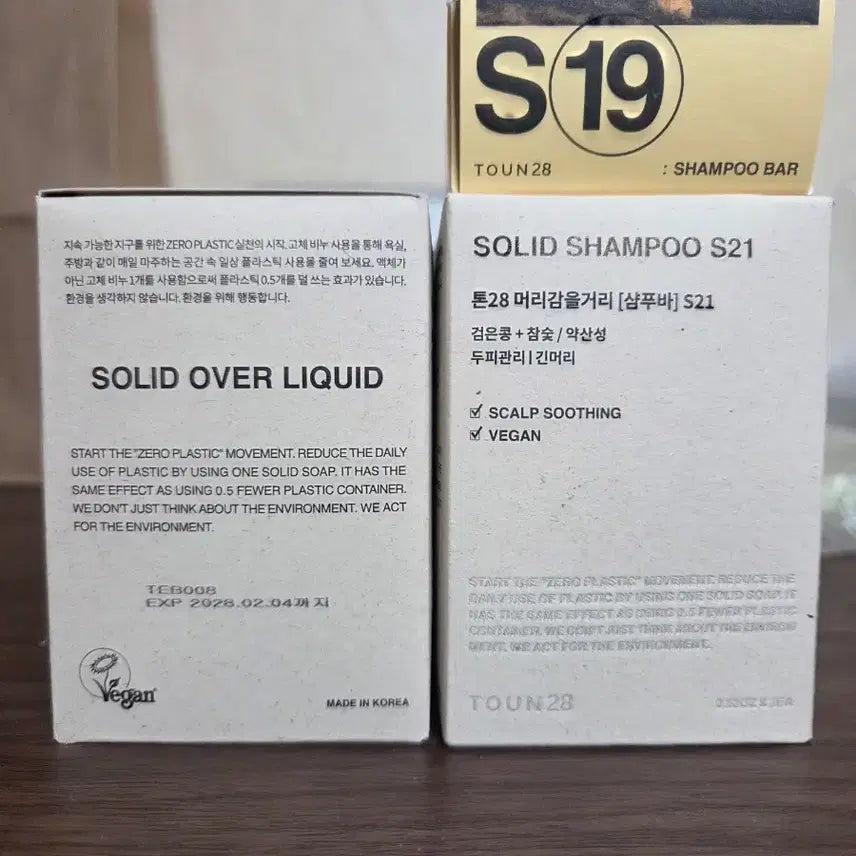 S19
TOUN28 : SHAMPOO BAR
지속 가능한 지구를 위한 ZERO PLASTIC 실천의 시작. 고체 비누 사용을 통해 욕실,
주방과 같이 매일 마주하는 공간 속 일상 플라스틱 사용을 줄여 보세요. 액체가
아닌 고체 비누 1개를 사용함으로써 플라스틱 0.5개를 덜 쓰는 효과가 있습니다.
환경을 생각하지 않습니다. 환경을 위해 행동합니다.
SOLID OVER LIQUID
START THE "ZERO PLASTIC" MOVEMENT. REDUCE THE DAILY
USE OF PLASTIC BY USING ONE SOLID SOAP. IT HAS THE
SAME EFFECT AS USING 0.5 FEWER PLASTIC CONTAINER.
WE DON'T JUST THINK ABOUT THE ENVIRONMENT. WE ACT
FOR THE ENVIRONMENT.
TEB008
EXP 2028.02.04까지
Vegan
MADE IN KOREA
SOLID SHAMPOO S21
톤28 머리감을거리 [샴푸바] S21
검은콩 + 참숯 / 약산성
두피관리 | 긴머리
SCALP SOOTHING
VEGAN
START THE "ZERO PLASTIC" MOVEMENT. REDUCE THE
DAILY USE OF PLASTIC BY USING ONE SOLID SOAP. IT
HAS THE SAME EFFECT AS USING 0.5 FEWER PLASTIC
CONTAINER. WE DON'T JUST THINK ABOUT THE ENVIRON
MENT. WE ACT FOR THE ENVIRONMENT.
TOUN28